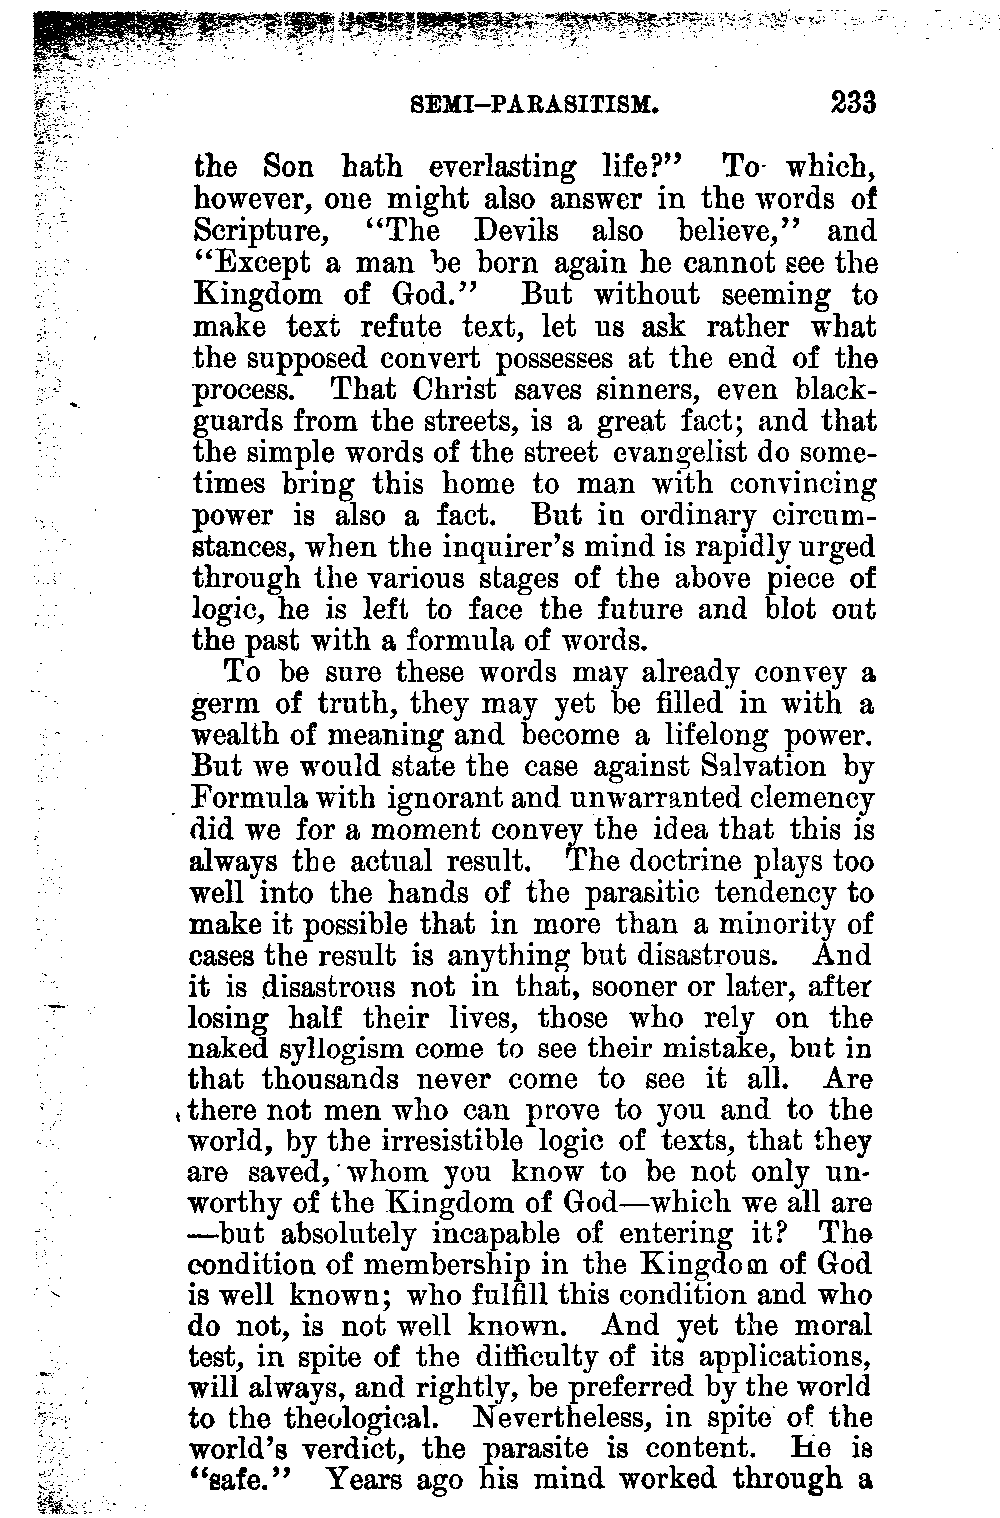 SEMI-PARASITISM. 233
the Son hath everlasting life?" To which,
however, one might also answer in the words of
Scripture, "The Devils also believe," and
"Except a man be born again he cannot see the
Kingdom of God." But without seeming to
make text refute text, let us ask rather what
the supposed convert possesses at the end of the
process. That Christ saves sinners, even black-
guards from the streets, is a great fact; and that
the simple words of the street evangelist do some-
times bring this home to man with convincing
power is also a fact. But in ordinary circum-
stances, when the inquirer's mind is rapidly urged
through the various stages of the above piece of
logic, he is left to face the future and blot out
the past with a formula of words.
To be sure these words may already convey a
germ of truth, they may yet be filled in with a
wealth of meaning and become a lifelong power.
But we would state the case against Salvation by
Formula with ignorant and unwarranted clemency
did we for a moment convey the idea that this is
always the actual result. The doctrine plays too
well into the hands of the parasitic tendency to
make it possible that in more than a minority of
cases the result is anything but disastrous. And
it is disastrous not in that, sooner or later, after
losing half their lives, those who rely on the
naked syllogism come to see their mistake, but in
that thousands never come to see it all. Are
there not men who can prove to you and to the
world, by the irresistible logic of texts, that they
are saved, whom you know to be not only un-
worthy of the Kingdom of God—which we all are
—but absolutely incapable of entering it? The
condition of membership in the Kingdom of God
is well known; who fulfill this condition and who
do not, is not well known. And yet the moral
test, in spite of the difficulty of its applications,
will always, and rightly, be preferred by the world
to the theological. Nevertheless, in spite of the
world's verdict, the parasite is content. He is
"safe." Years ago his mind worked through a